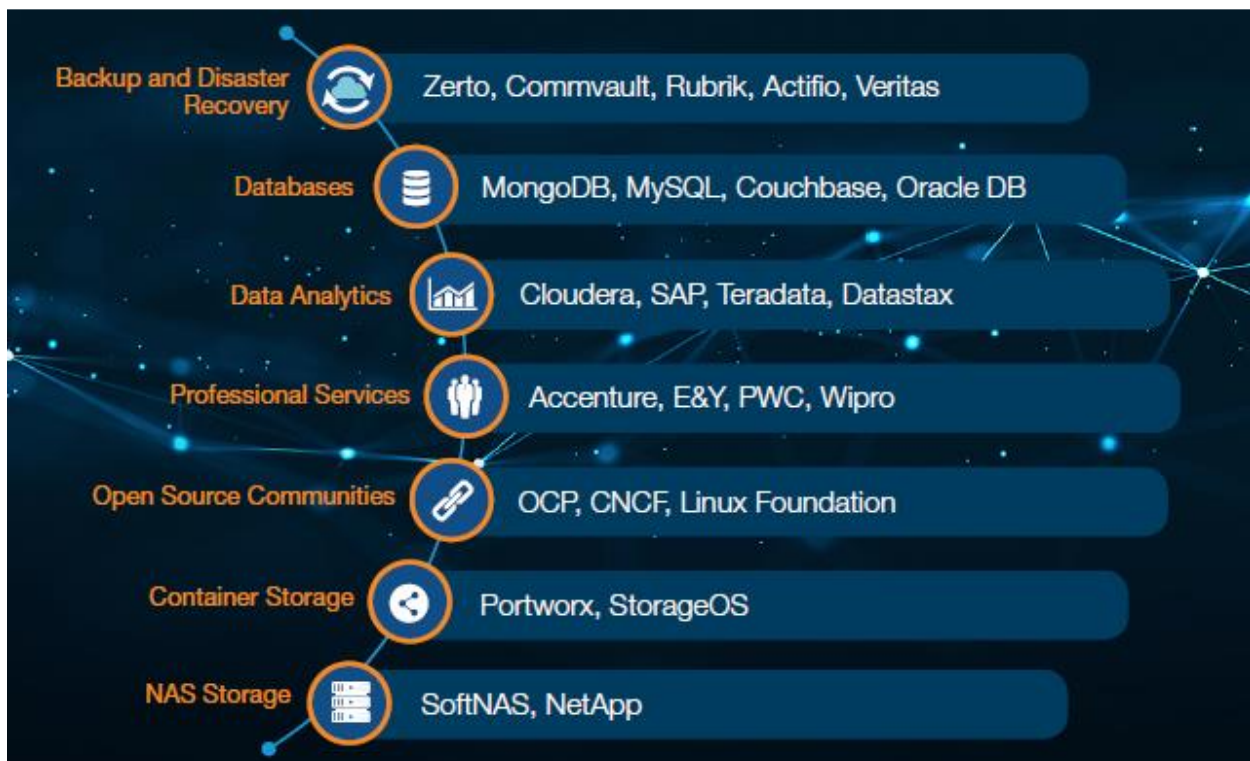 Backup and Disaster
Recovery
Zerto, Commvault, Rubrik, Actifio, Veritas
Databases
MongoDB, MySQL, Couchbase, Oracle DB
Data Analytics
Cloudera, SAP, Teradata, Datastax
Professional Services
Accenture, E&Y, PWC, Wipro
Open Source Communities
OCP, CNCF, Linux Foundation
Container Storage
Portworx, StorageOS
NAS Storage
SoftNAS, NetApp